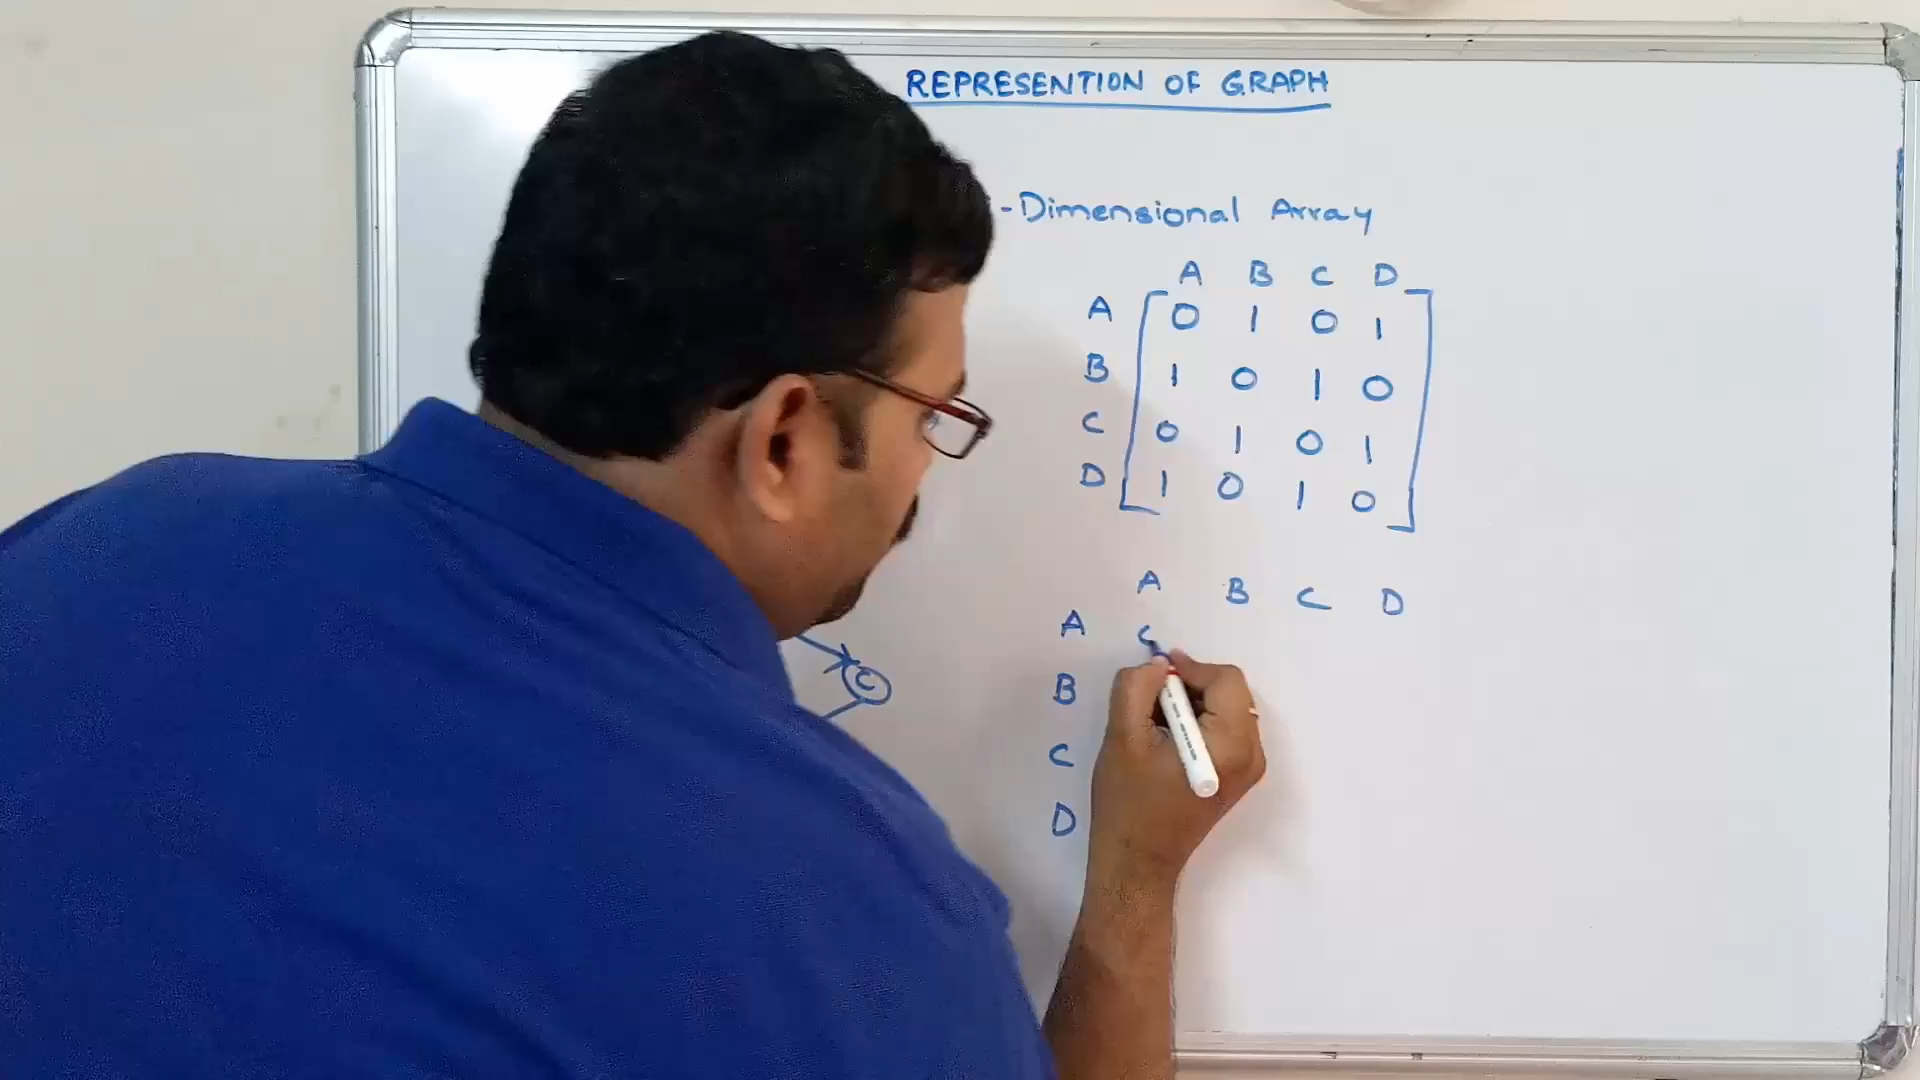 REPRESENTION OF GRAPH
-Dimensional Array
A B C D
A 0 1 0 1
B 1 0 1 0
C 0 1 0 1
D 1 0 1 0
A B C D
A
B
C
D
C